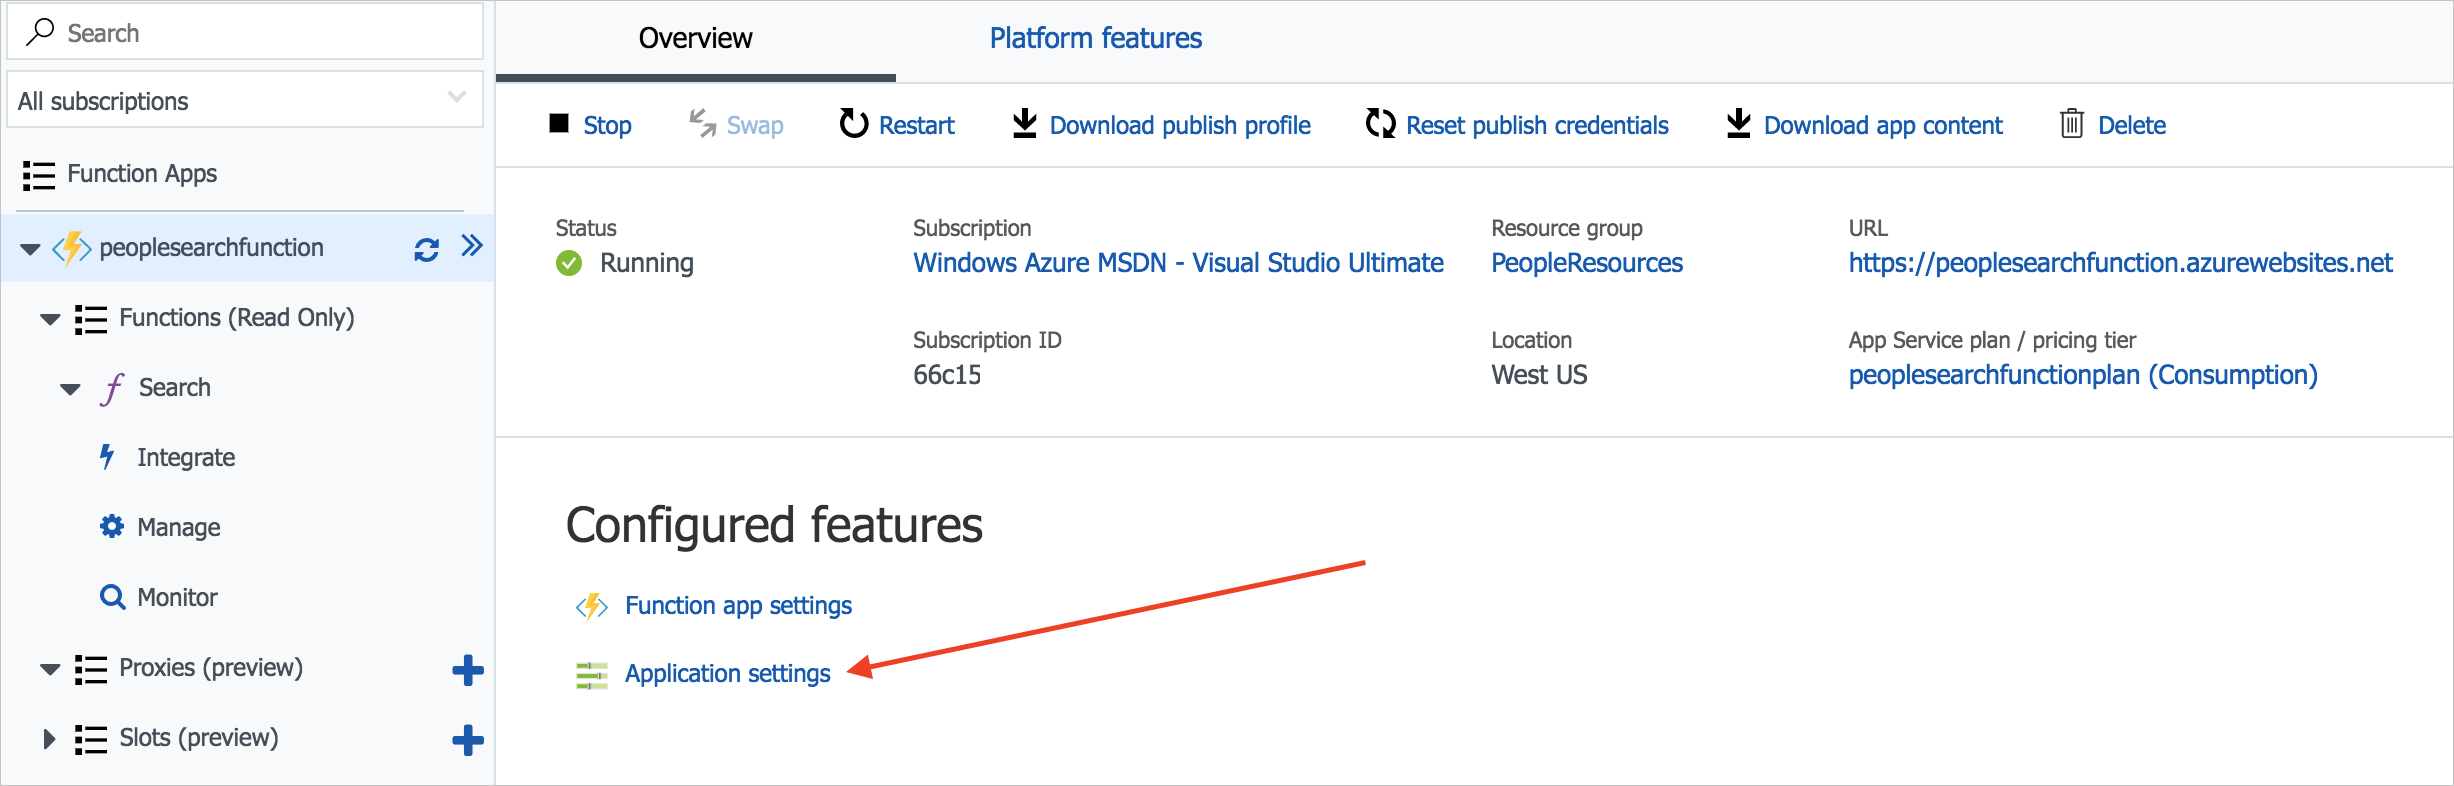 Search
All subscriptions
Function Apps
peoplesearchfunction
Functions (Read Only)
Search
Integrate
Manage
Monitor
Proxies (preview)
Slots (preview)
Overview
Platform features
Stop
Swap
Restart
Download publish profile
Reset publish credentials
Download app content
Delete
Status
Running
Subscription
Windows Azure MSDN - Visual Studio Ultimate
Resource group
PeopleResources
URL
https://peoplesearchfunction.azurewebsites.net
Subscription ID
66c15
Location
West US
App Service plan / pricing tier
peoplesearchfunctionplan (Consumption)
Configured features
Function app settings
Application settings